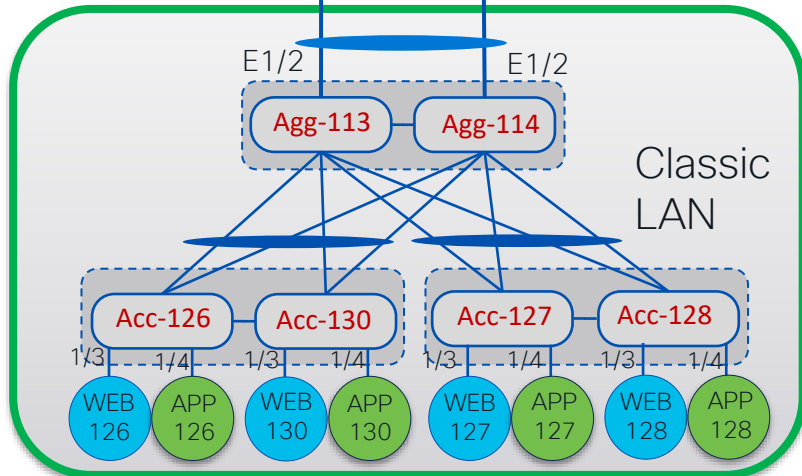 E1/2
E1/2
Agg-113
Agg-114
Classic
LAN
Acc-126
Acc-130
Acc-127
Acc-128
1/3
1/4
1/3
1/4
1/3
1/4
1/3
1/4
WEB
126
APP
126
WEB
130
APP
130
WEB
127
APP
127
WEB
128
APP
128